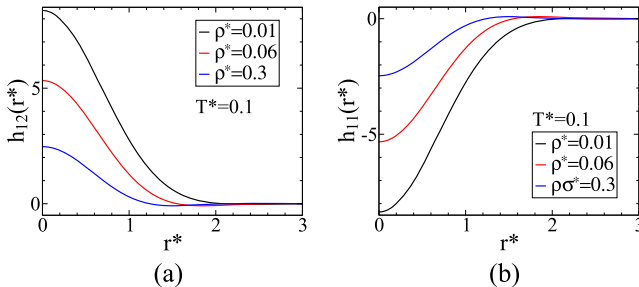 ρ*=0.01
ρ*=0.06
ρ*=0.3
T*=0.1
h₁₂(r*)
5
0
0 1 2 3
r*
(a)
0
-5
h₁₁(r*)
T*=0.1
ρ*=0.01
ρ*=0.06
ρσ*=0.3
0 1 2 3
r*
(b)